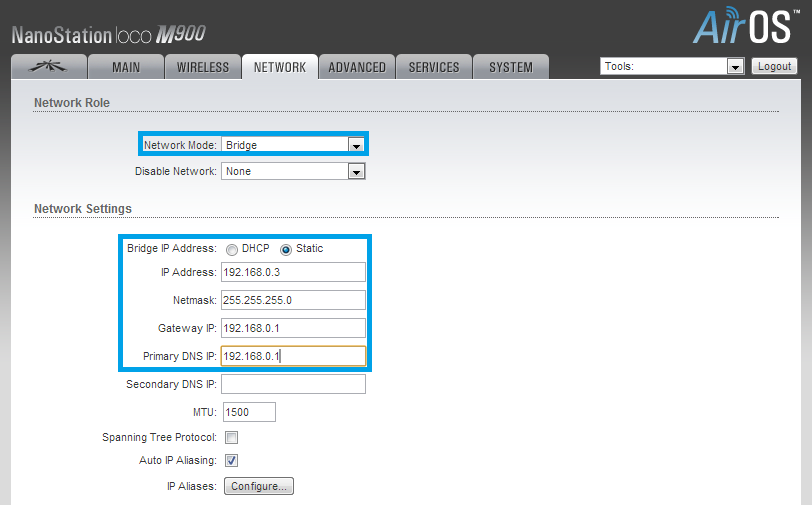 NanoStation loco M900
AirOS™
MAIN WIRELESS NETWORK ADVANCED SERVICES SYSTEM Tools: Logout
Network Role
Network Mode: Bridge
Disable Network: None
Network Settings
Bridge IP Address: DHCP Static
IP Address: 192.168.0.3
Netmask: 255.255.255.0
Gateway IP: 192.168.0.1
Primary DNS IP: 192.168.0.1
Secondary DNS IP:
MTU: 1500
Spanning Tree Protocol:
Auto IP Aliasing:
IP Aliases: Configure...